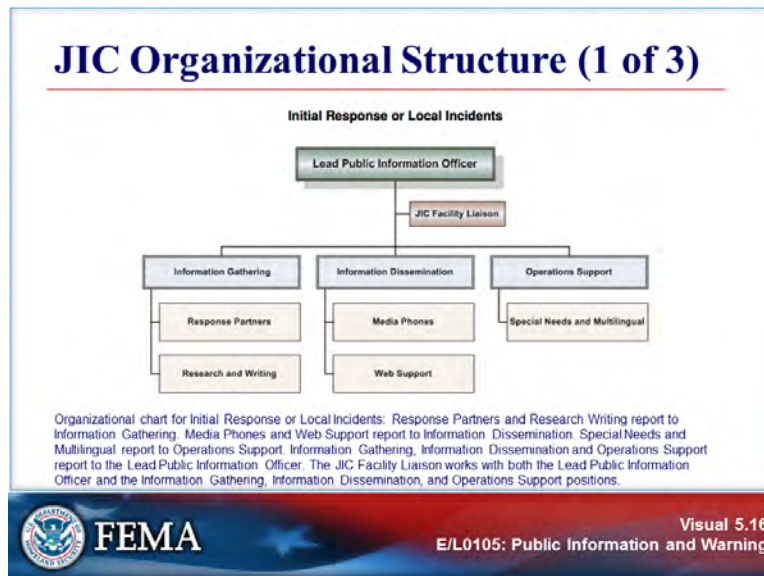 JIC Organizational Structure (1 of 3)
Initial Response or Local Incidents
Lead Public Information Officer
JIC Facility Liaison
Information Gathering
Information Dissemination
Operations Support
Response Partners
Media Phones
Special Needs and Multilingual
Research and Writing
Web Support
Organizational chart for Initial Response or Local Incidents: Response Partners and Research Writing report to
Information Gathering. Media Phones and Web Support report to Information Dissemination. Special Needs and
Multilingual report to Operations Support. Information Gathering, Information Dissemination and Operations Support
report to the Lead Public Information Officer. The JIC Facility Liaison works with both the Lead Public Information
Officer and the Information Gathering, Information Dissemination, and Operations Support positions.
FEMA
Visual 5.16
E/L0105: Public Information and Warning